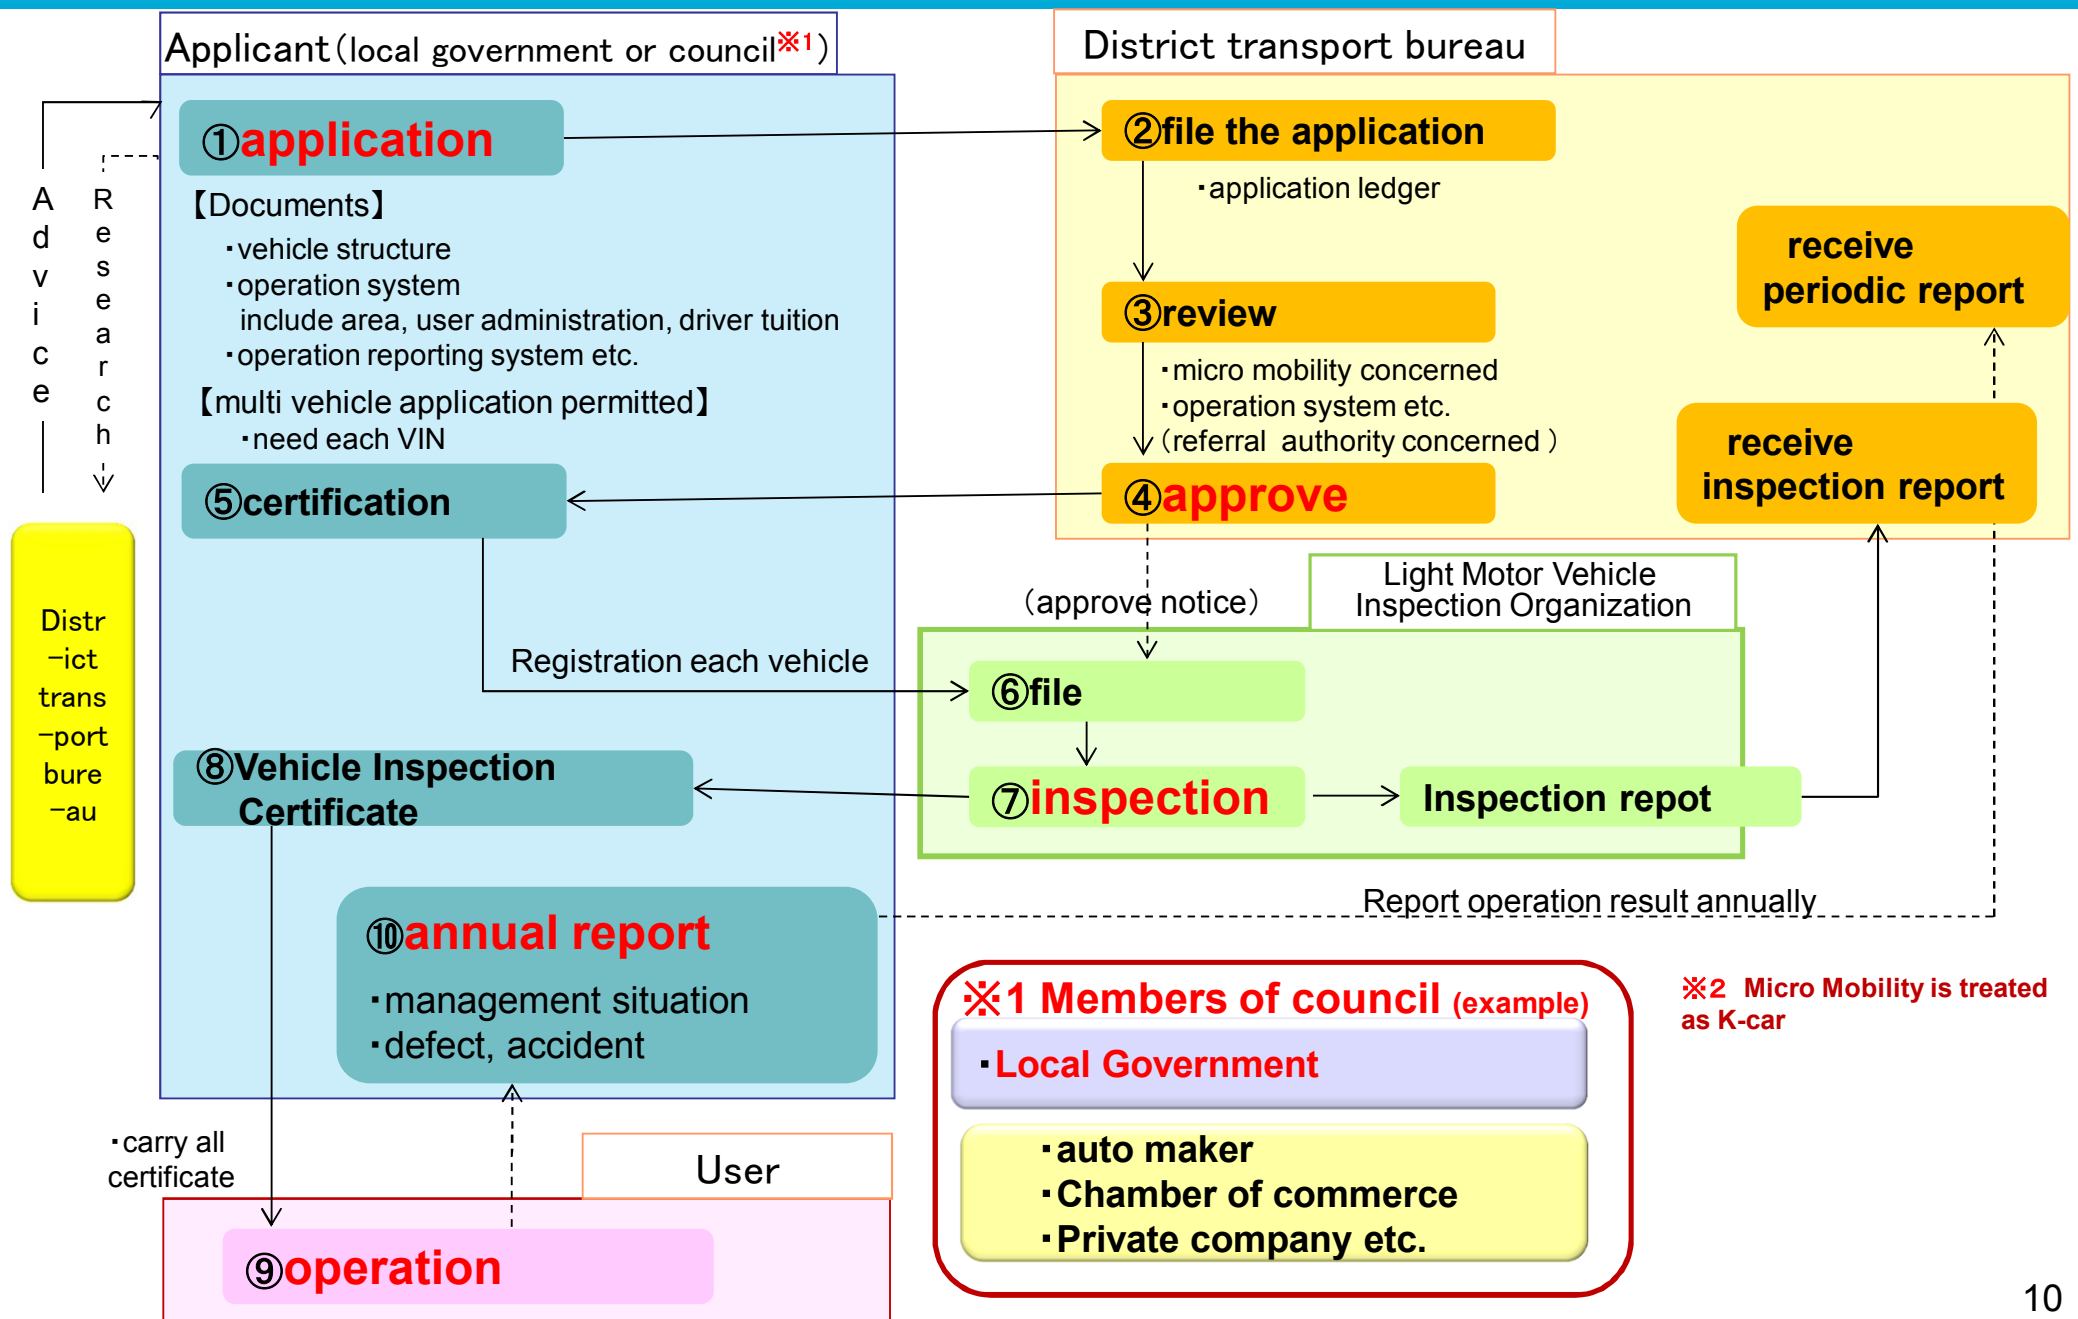 Applicant(local government or council※1)
District transport bureau
①application
②file the application
・application ledger
Advice
Research
【Documents】
・vehicle structure
・operation system
include area, user administration, driver tuition
・operation reporting system etc.
【multi vehicle application permitted】
・need each VIN
③review
・micro mobility concerned
・operation system etc.
(referral authority concerned )
receive
periodic report
receive
inspection report
⑤certification
④approve
Distr
-ict
trans
-port
bure
-au
(approve notice)
Light Motor Vehicle
Inspection Organization
Registration each vehicle
⑥file
⑧Vehicle Inspection
Certificate
⑦inspection
Inspection repot
Report operation result annually
⑩annual report
・management situation
・defect, accident
※1 Members of council (example)
・Local Government
・auto maker
・Chamber of commerce
・Private company etc.
※2 Micro Mobility is treated
as K-car
・carry all
certificate
User
⑨operation
10